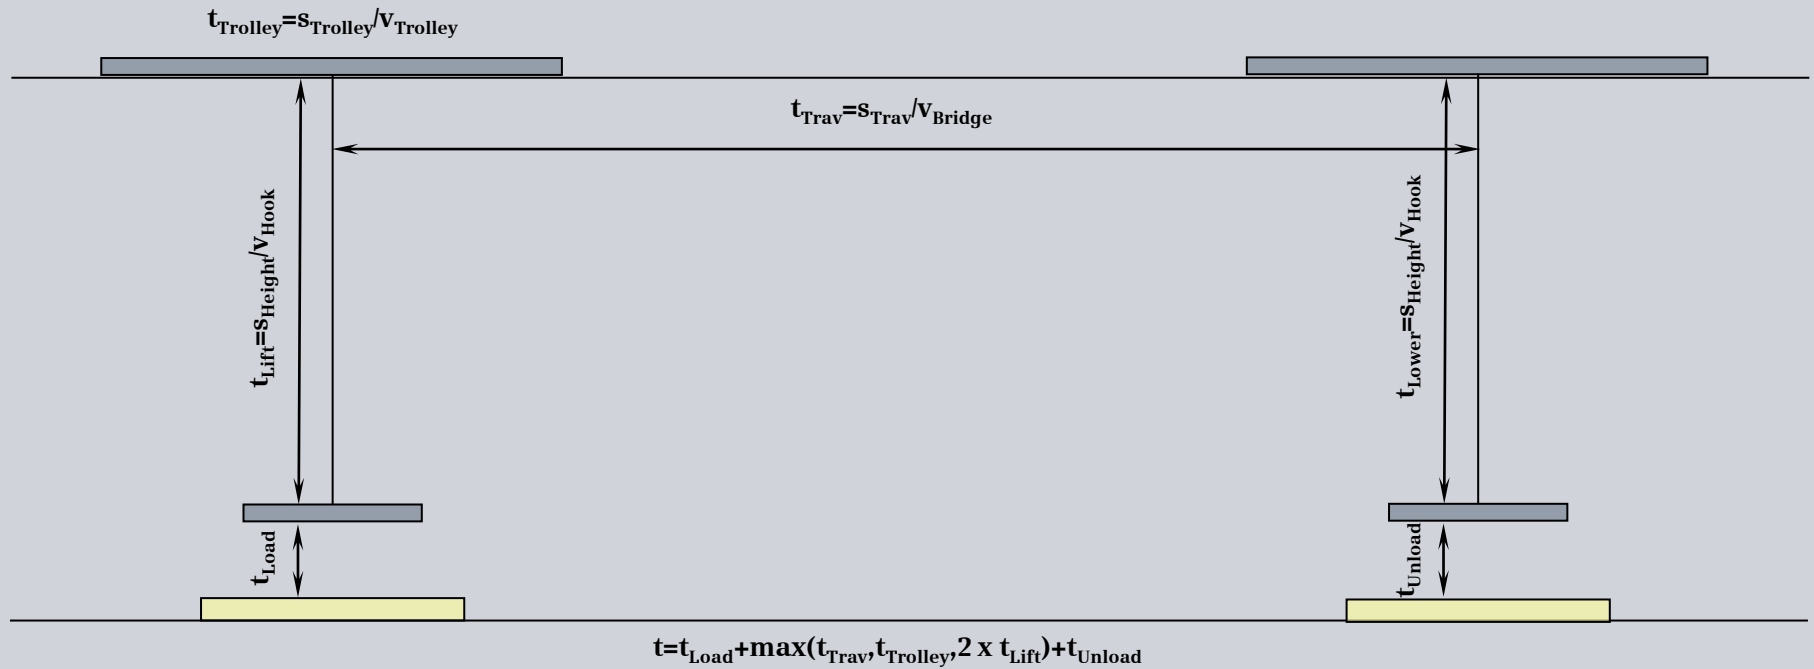 tTrolley=sTrolley/vTrolley
tTrav=sTrav/vBridge
tLift=sHeight/vHook
tLower=sHeight/vHook
tLoad
tUnload
t=tLoad+max(tTrav,tTrolley,2 x tLift)+tUnload